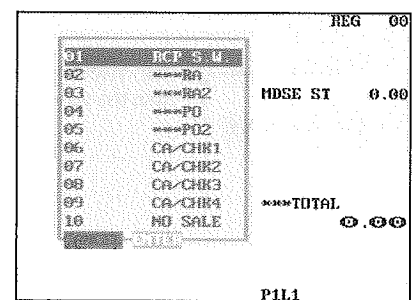 REG 00
01 RCP S.W
02 ***RA
03 ***RA2
MDSE ST 0.00
04 ***PO
05 ***PO2
06 CA/CHK1
07 CA/CHK2
08 CA/CHK3
09 CA/CHK4
***TOTAL
10 NO SALE
0.00
ENTER
P1L1